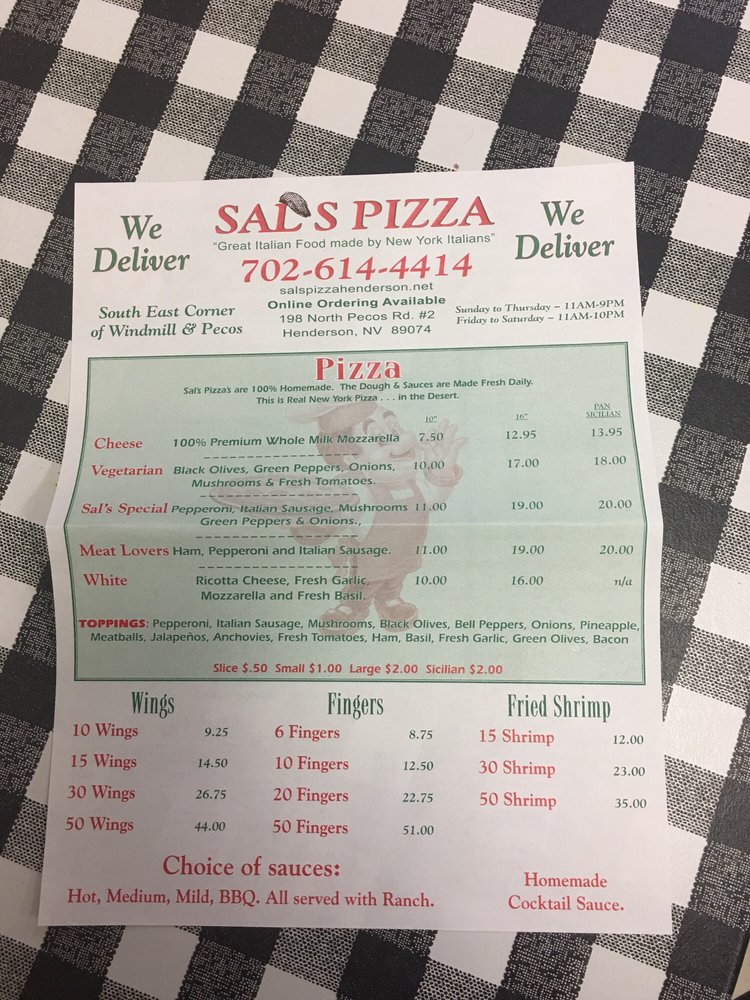 We
Deliver
SAL'S PIZZA
"Great Italian Food made by New York Italians"
702-614-4414
salspizzahenderson.net
Online Ordering Available
198 North Pecos Rd. #2
Henderson, NV 89074
We
Deliver
South East Corner
of Windmill & Pecos
Sunday to Thursday ~ 11AM-9PM
Friday to Saturday ~ 11AM-10PM
Pizza
Sal's Pizza's are 100% Homemade. The Dough & Sauces are Made Fresh Daily.
This is Real New York Pizza . . . in the Desert.
10" 16" PAN
SICILIAN
Cheese 100% Premium Whole Milk Mozzarella 7.50 12.95 13.95
Vegetarian Black Olives, Green Peppers, Onions, 10.00 17.00 18.00
Mushrooms & Fresh Tomatoes.
Sal's Special Pepperoni, Italian Sausage, Mushrooms 11.00 19.00 20.00
Green Peppers & Onions.,
Meat Lovers Ham, Pepperoni and Italian Sausage. 11.00 19.00 20.00
White Ricotta Cheese, Fresh Garlic, 10.00 16.00 n/a
Mozzarella and Fresh Basil.
TOPPINGS: Pepperoni, Italian Sausage, Mushrooms, Black Olives, Bell Peppers, Onions, Pineapple,
Meatballs, Jalapeños, Anchovies, Fresh Tomatoes, Ham, Basil, Fresh Garlic, Green Olives, Bacon
Slice $.50 Small $1.00 Large $2.00 Sicilian $2.00
Wings
10 Wings 9.25
15 Wings 14.50
30 Wings 26.75
50 Wings 44.00
Fingers
6 Fingers 8.75
10 Fingers 12.50
20 Fingers 22.75
50 Fingers 51.00
Fried Shrimp
15 Shrimp 12.00
30 Shrimp 23.00
50 Shrimp 35.00
Choice of sauces:
Hot, Medium, Mild, BBQ. All served with Ranch.
Homemade
Cocktail Sauce.